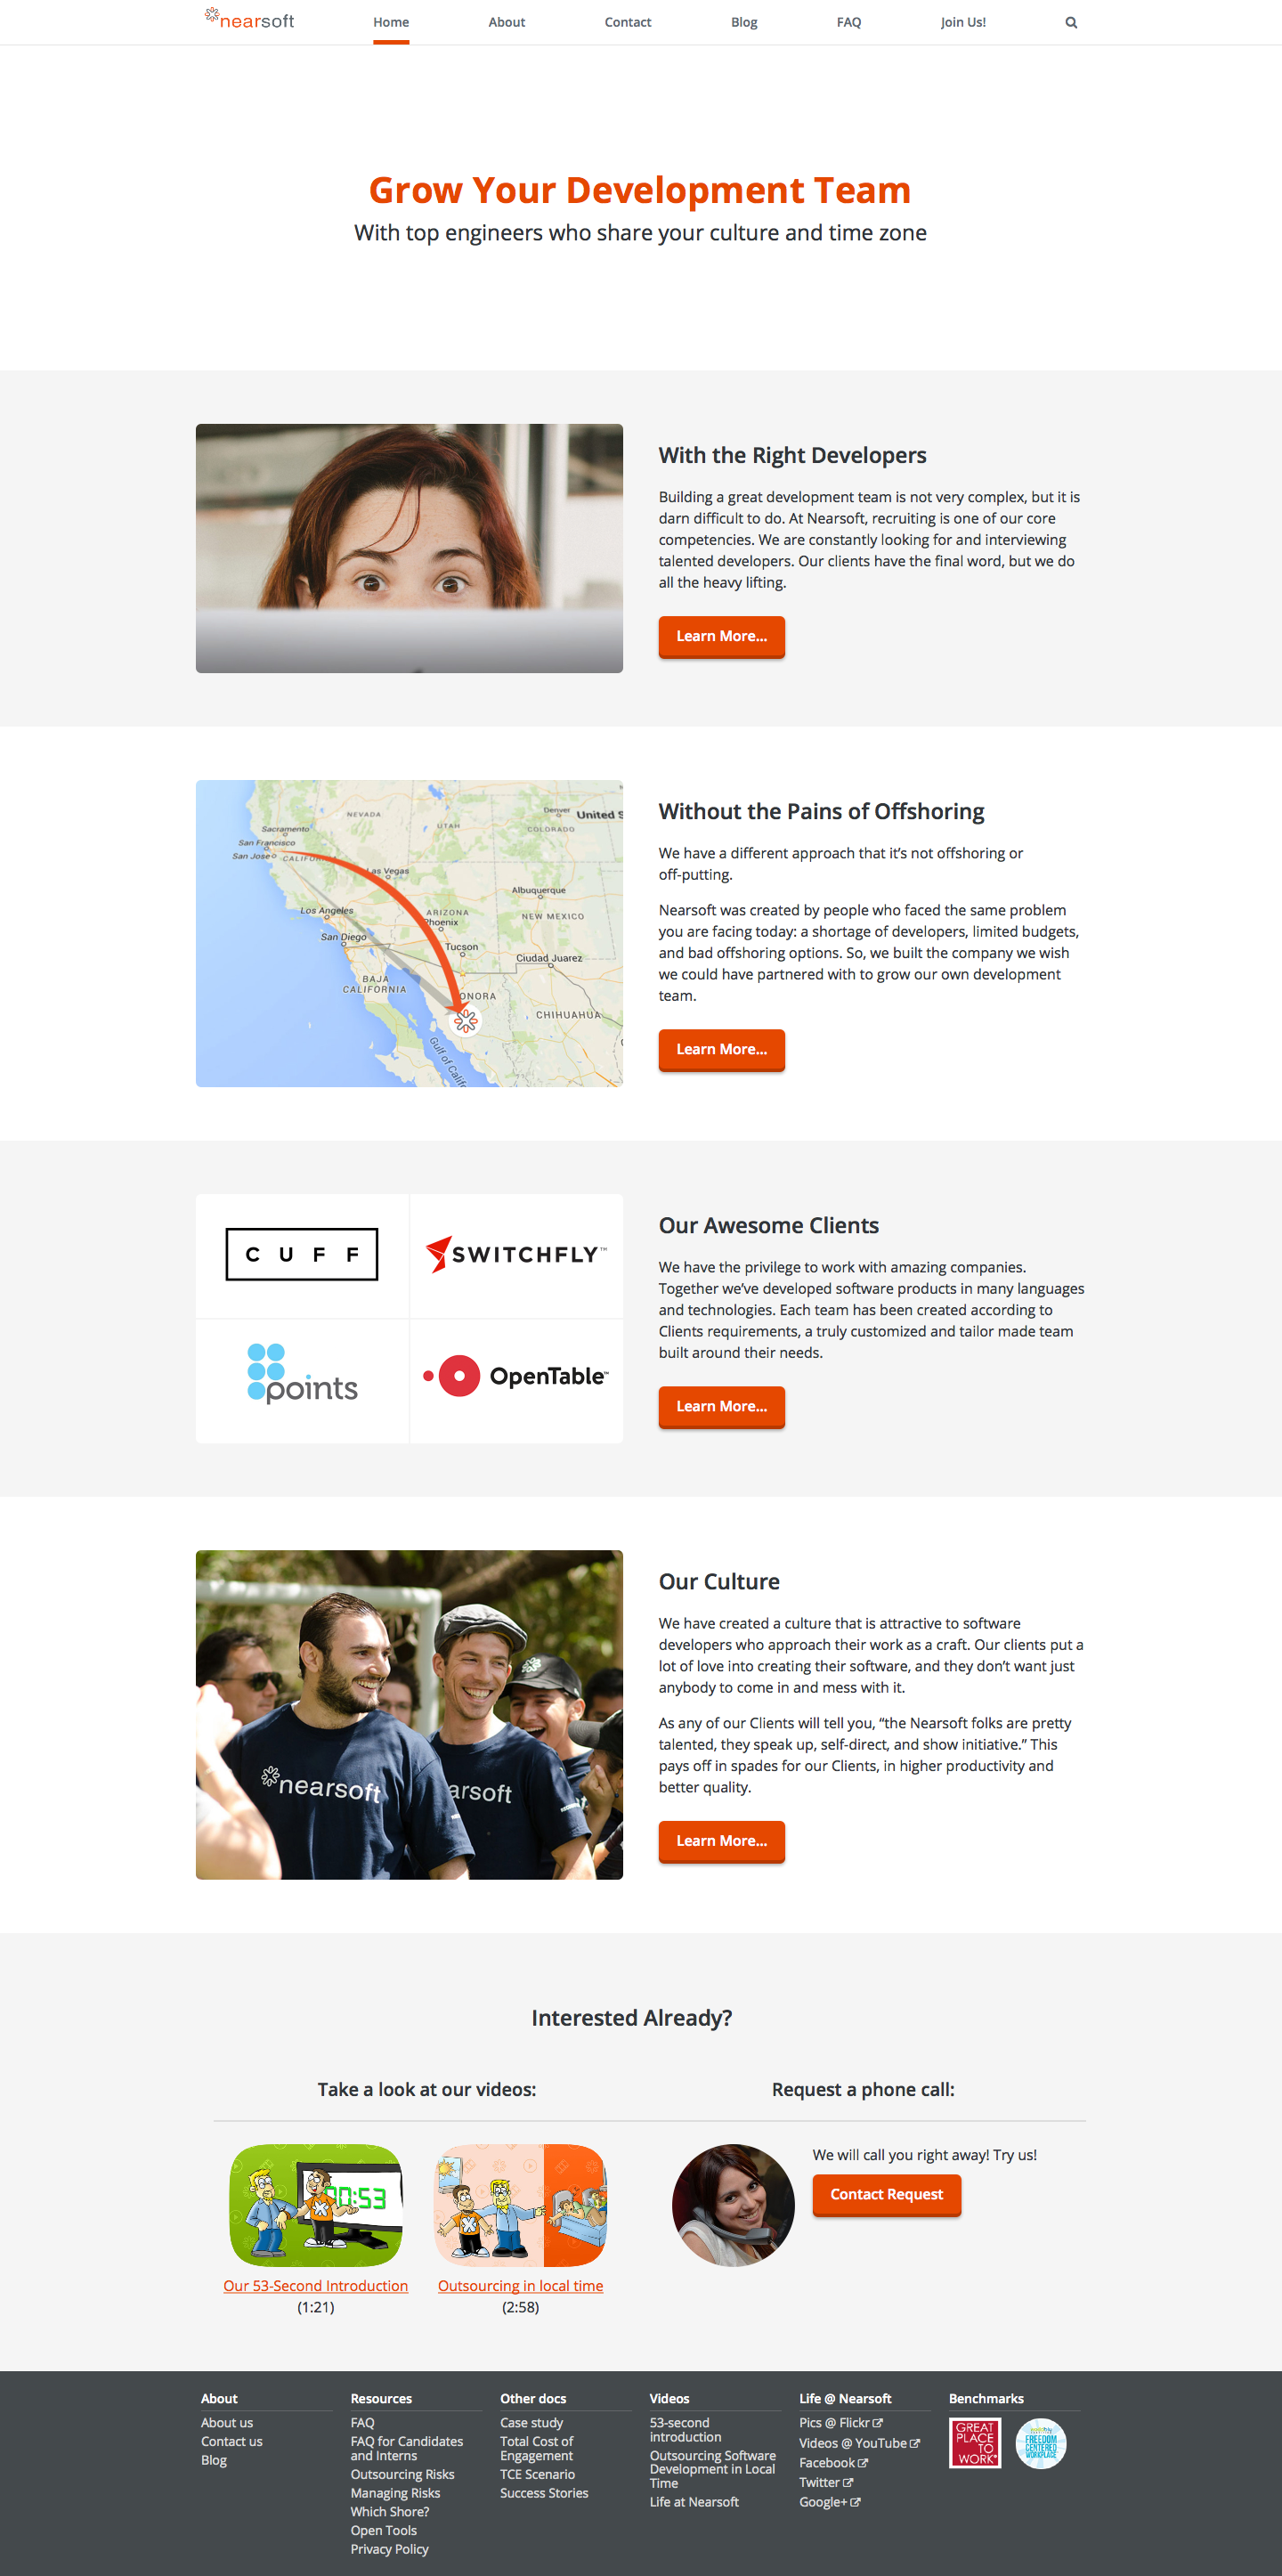 nearsoft
Home
About
Contact
Blog
FAQ
Join Us!
Grow Your Development Team
With top engineers who share your culture and time zone
With the Right Developers
Building a great development team is not very complex, but it is
darn difficult to do. At Nearsoft, recruiting is one of our core
competencies. We are constantly looking for and interviewing
talented developers. Our clients have the final word, but we do
all the heavy lifting.
Learn More...
NEVADA
UTAH
Denver
United S
COLORADO
Sacramento
San Francisco
San Jose
Las Vegas
Albuquerque
Los Angeles
ARIZONA
NEW MEXICO
Phoenix
San Diego
Tucson
Ciudad Juarez
BAJA
CALIFORNIA
ONORA
CHIHUAHUA
Gulf of Calif
Without the Pains of Offshoring
We have a different approach that it’s not offshoring or
off-putting.
Nearsoft was created by people who faced the same problem
you are facing today: a shortage of developers, limited budgets,
and bad offshoring options. So, we built the company we wish
we could have partnered with to grow our own development
team.
Learn More...
CUFF
SWITCHFLY™
points
OpenTable™
Our Awesome Clients
We have the privilege to work with amazing companies.
Together we’ve developed software products in many languages
and technologies. Each team has been created according to
Clients requirements, a truly customized and tailor made team
built around their needs.
Learn More...
nearsoft
arsoft
Our Culture
We have created a culture that is attractive to software
developers who approach their work as a craft. Our clients put a
lot of love into creating their software, and they don’t want just
anybody to come in and mess with it.
As any of our Clients will tell you, “the Nearsoft folks are pretty
talented, they speak up, self-direct, and show initiative.” This
pays off in spades for our Clients, in higher productivity and
better quality.
Learn More...
Interested Already?
Take a look at our videos:
:53
Our 53-Second Introduction
(1:21)
Outsourcing in local time
(2:58)
Request a phone call:
We will call you right away! Try us!
Contact Request
About
About us
Contact us
Blog
Resources
FAQ
FAQ for Candidates
and Interns
Outsourcing Risks
Managing Risks
Which Shore?
Open Tools
Privacy Policy
Other docs
Case study
Total Cost of
Engagement
TCE Scenario
Success Stories
Videos
53-second
introduction
Outsourcing Software
Development in Local
Time
Life at Nearsoft
Life @ Nearsoft
Pics @ Flickr
Videos @ YouTube
Facebook
Twitter
Google+
Benchmarks
GREAT
PLACE
TO
WORK®
FREEDOM
CENTERED
WORKPLACE